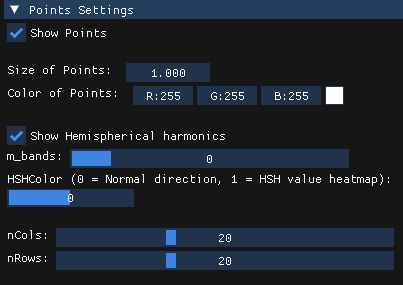 Points Settings
Show Points
Size of Points: 1.000
Color of Points: R:255 G:255 B:255
Show Hemispherical harmonics
m_bands: 0
HSHColor (0 = Normal direction, 1 = HSH value heatmap):
0
nCols: 20
nRows: 20